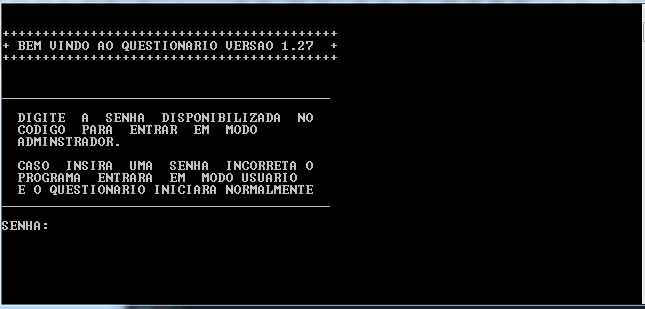 +++++++++++++++++++++++++++++++++++++++++
+ BEM VINDO AO QUESTIONARIO VERSAO 1.27  +
+++++++++++++++++++++++++++++++++++++++++
DIGITE  A  SENHA  DISPONIBILIZADA  NO
CODIGO  PARA  ENTRAR  EM  MODO
ADMINSTRADOR.
CASO  INSIRA  UMA  SENHA  INCORRETA O
PROGRAMA  ENTRARA  EM  MODO USUARIO
E O QUESTIONARIO INICIARA NORMALMENTE
SENHA: